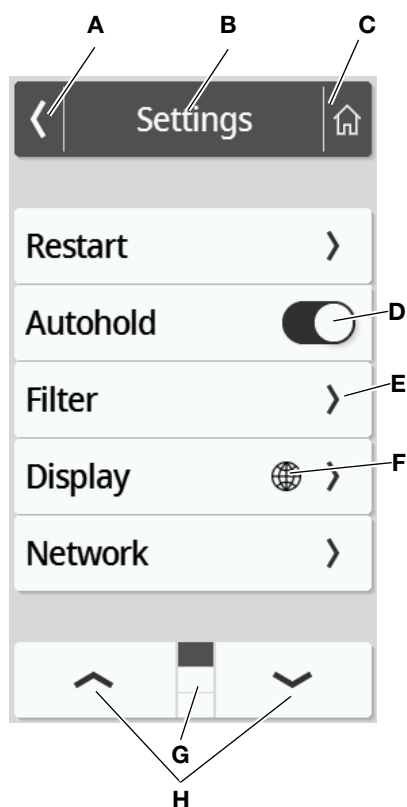 A B C
Settings
Restart
Autohold
D
Filter
E
Display
F
Network
G
H